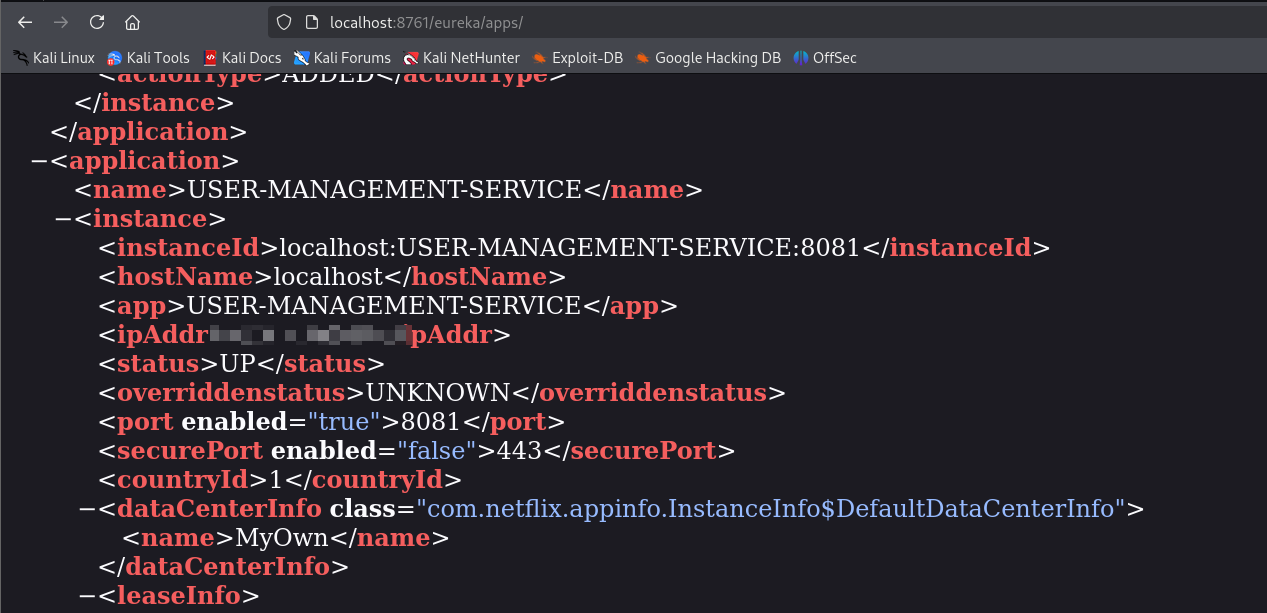 localhost:8761/eureka/apps/
Kali Linux Kali Tools Kali Docs Kali Forums Kali NetHunter Exploit-DB Google Hacking DB OffSec
<actionType>ADDED</actionType>
</instance>
</application>
−<application>
<name>USER-MANAGEMENT-SERVICE</name>
−<instance>
<instanceId>localhost:USER-MANAGEMENT-SERVICE:8081</instanceId>
<hostName>localhost</hostName>
<app>USER-MANAGEMENT-SERVICE</app>
<ipAddr pAddr>
<status>UP</status>
<overriddenstatus>UNKNOWN</overriddenstatus>
<port enabled="true">8081</port>
<securePort enabled="false">443</securePort>
<countryId>1</countryId>
−<dataCenterInfo class="com.netflix.appinfo.InstanceInfo$DefaultDataCenterInfo">
<name>MyOwn</name>
</dataCenterInfo>
−<leaseInfo>